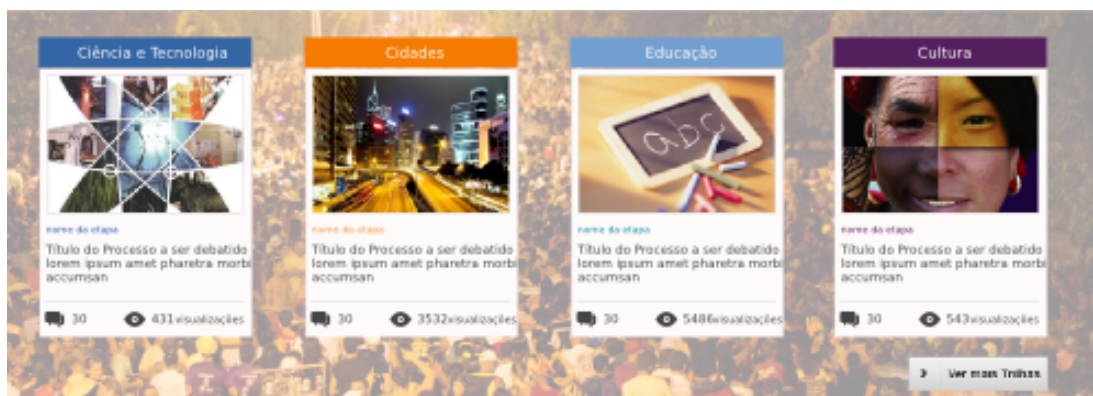 Ciência e Tecnologia
Cidades
Educação
Cultura
abc
nome da etapa
Título do Processo a ser debatido
lorem ipsum amet pharetra morbi
accumsan
30 431visualizações
nome da etapa
Título do Processo a ser debatido
lorem ipsum amet pharetra morbi
accumsan
30 3532visualizações
nome da etapa
Título do Processo a ser debatido
lorem ipsum amet pharetra morbi
accumsan
30 5486visualizações
nome da etapa
Título do Processo a ser debatido
lorem ipsum amet pharetra morbi
accumsan
30 543visualizações
Ver mais Trilhas